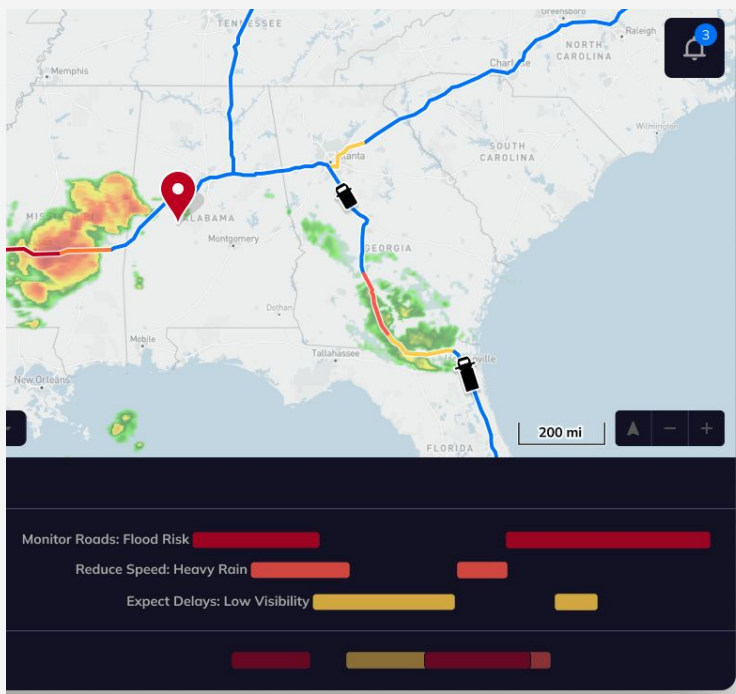 Greensboro
TENNESSEE
3
Raleigh
NORTH
CAROLINA
Memphis
Wilmington
SOUTH
CAROLINA
ALABAMA
Montgomery
GEORGIA
Dothan
Mobile
Tallahassee
New Orleans
200 mi
− +
FLORIDA
Monitor Roads: Flood Risk
Reduce Speed: Heavy Rain
Expect Delays: Low Visibility